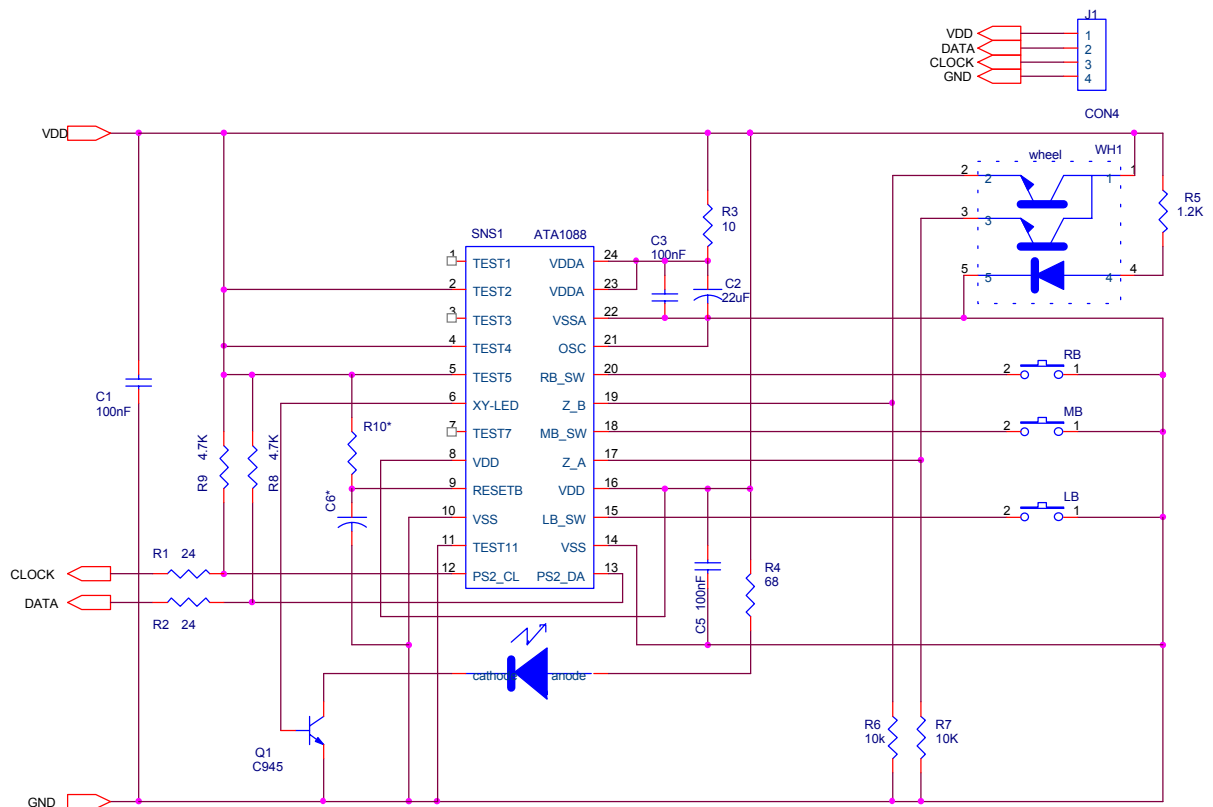 J1
VDD 1
DATA 2
CLOCK 3
GND 4
CON4
VDD
wheel WH1
2 2 1 1
R5
1.2K
3 3
R3
10
SNS1 ATA1088
C3
100nF
5 5 4 4
1 TEST1 VDDA 24
C2
22uF
2 TEST2 VDDA 23
3 TEST3 VSSA 22
4 TEST4 OSC 21
RB
5 TEST5 RB_SW 20 2 1
C1
100nF
6 XY-LED Z_B 19
MB
7 TEST7 MB_SW 18 2 1
R10*
R9 4.7K
R8 4.7K
8 VDD Z_A 17
9 RESETB VDD 16
C6*
LB
10 VSS LB_SW 15 2 1
11 TEST11 VSS 14
R1 24
CLOCK
12 PS2_CL PS2_DA 13
R4
68
C5 100nF
DATA
R2 24
cathode anode
R6
10k
R7
10K
Q1
C945
GND